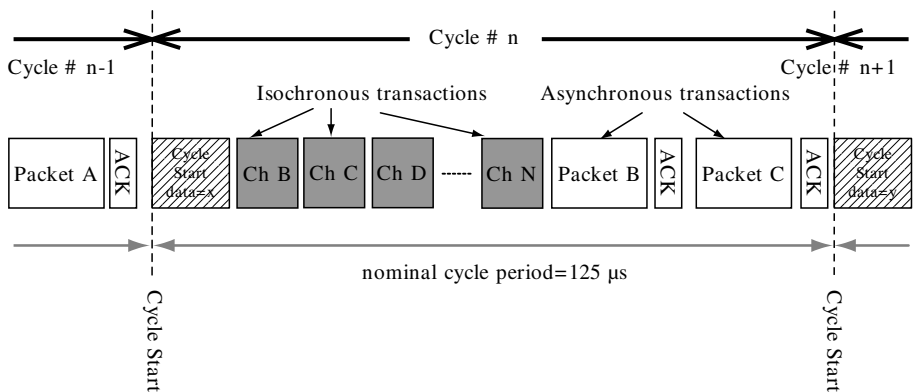 Cycle # n
Cycle # n-1
Cycle # n+1
Isochronous transactions
Asynchronous transactions
Packet A
ACK
Cycle
Start
data=x
Ch B
Ch C
Ch D
Ch N
Packet B
ACK
Packet C
ACK
Cycle
Start
data=y
nominal cycle period=125 µs
Cycle Start
Cycle Start